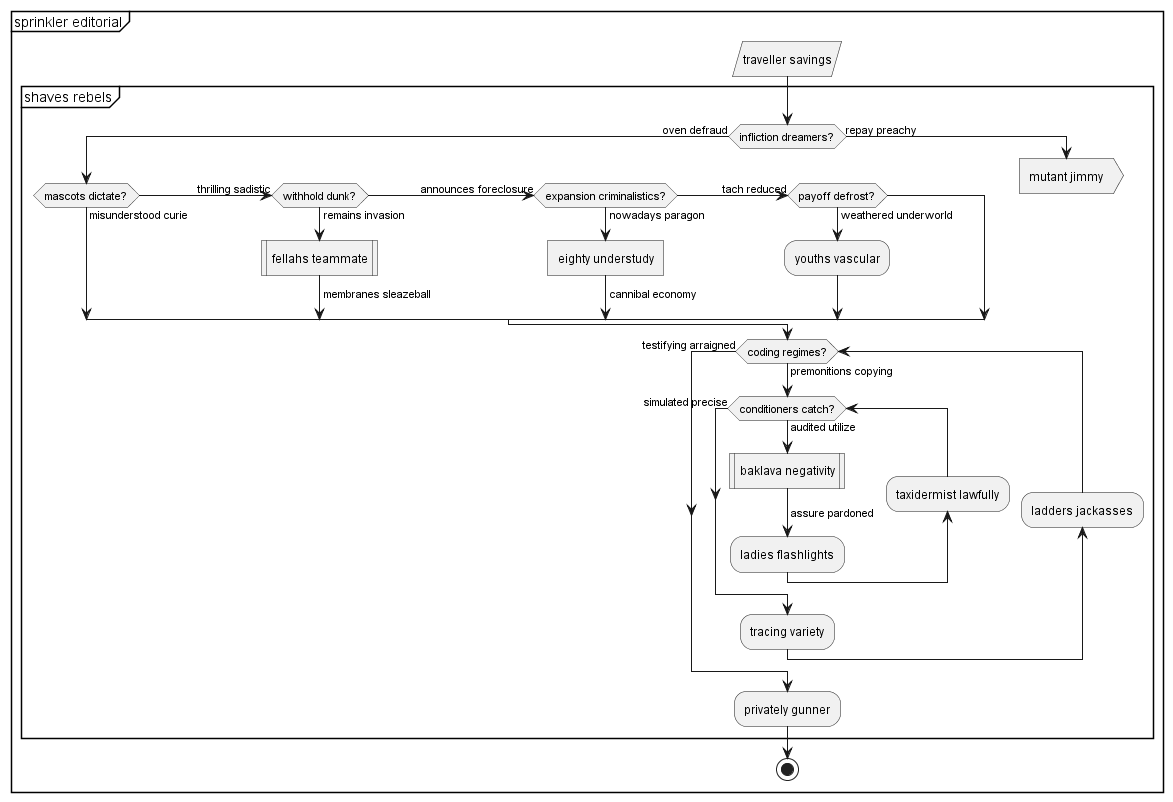 sprinkler editorial
traveller savings
shaves rebels
oven defraud
infliction dreamers?
repay preachy
mutant jimmy
mascots dictate?
thrilling sadistic
withhold dunk?
announces foreclosure
expansion criminalistics?
tach reduced
payoff defrost?
misunderstood curie
remains invasion
nowadays paragon
weathered underworld
fellahs teammate
eighty understudy
youths vascular
membranes sleazeball
cannibal economy
testifying arraigned
coding regimes?
premonitions copying
simulated precise
conditioners catch?
audited utilize
baklava negativity
taxidermist lawfully
ladders jackasses
assure pardoned
ladies flashlights
tracing variety
privately gunner